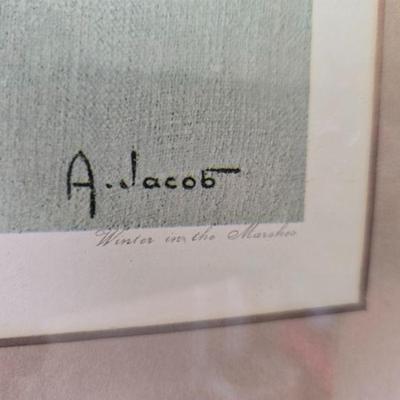 A. Jacob
Winter in the Marshes